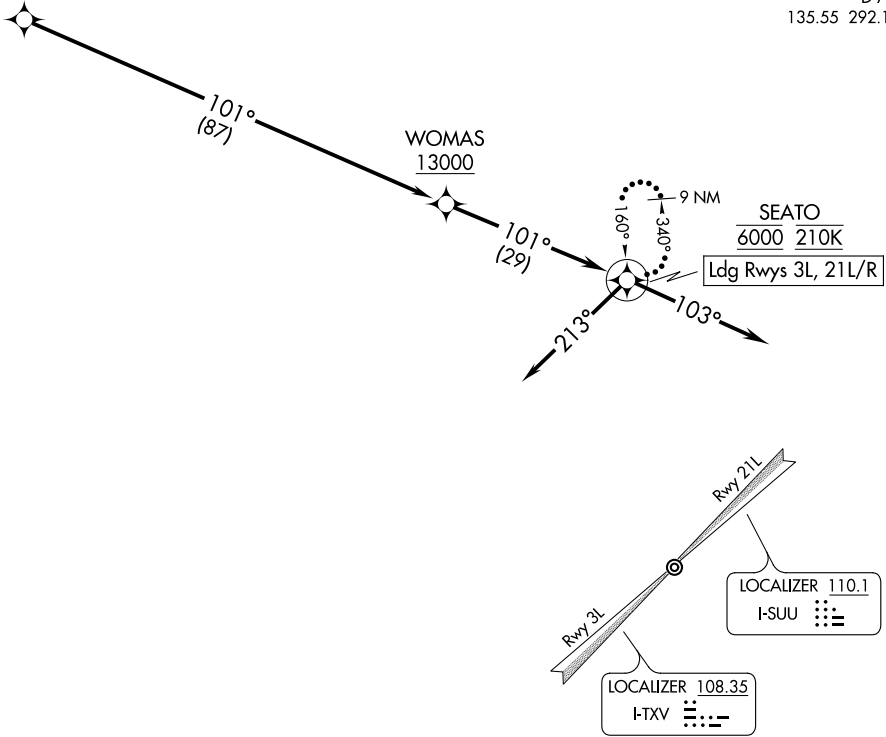 135.55 292.1
101°
(87)
WOMAS
13000
101°
(29)
160°
340°
9 NM
SEATO
6000 210K
Ldg Rwys 3L, 21L/R
213°
103°
Rwy 21L
Rwy 3L
LOCALIZER 110.1
I-SUU
LOCALIZER 108.35
I-TXV